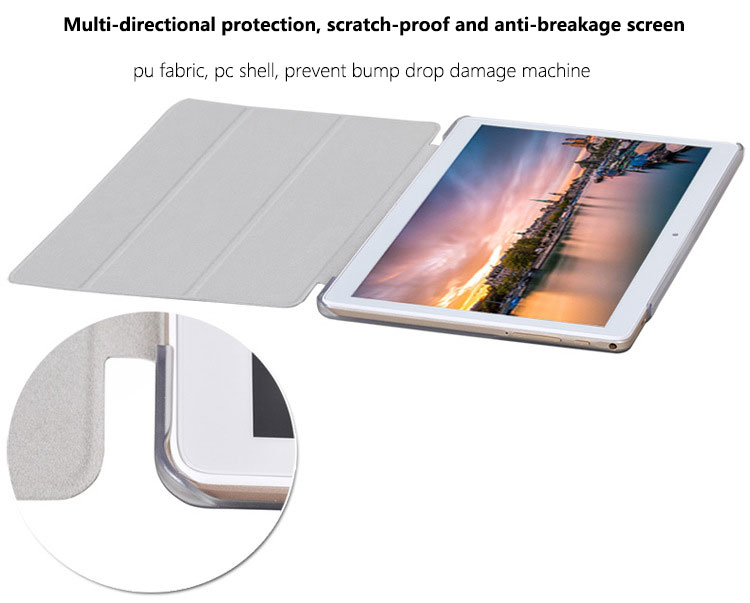 Multi-directional protection, scratch-proof and anti-breakage screen
pu fabric, pc shell, prevent bump drop damage machine